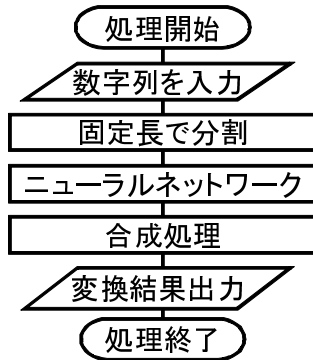 処理開始
数字列を入力
固定長で分割
ニューラルネットワーク
合成処理
変換結果出力
処理終了